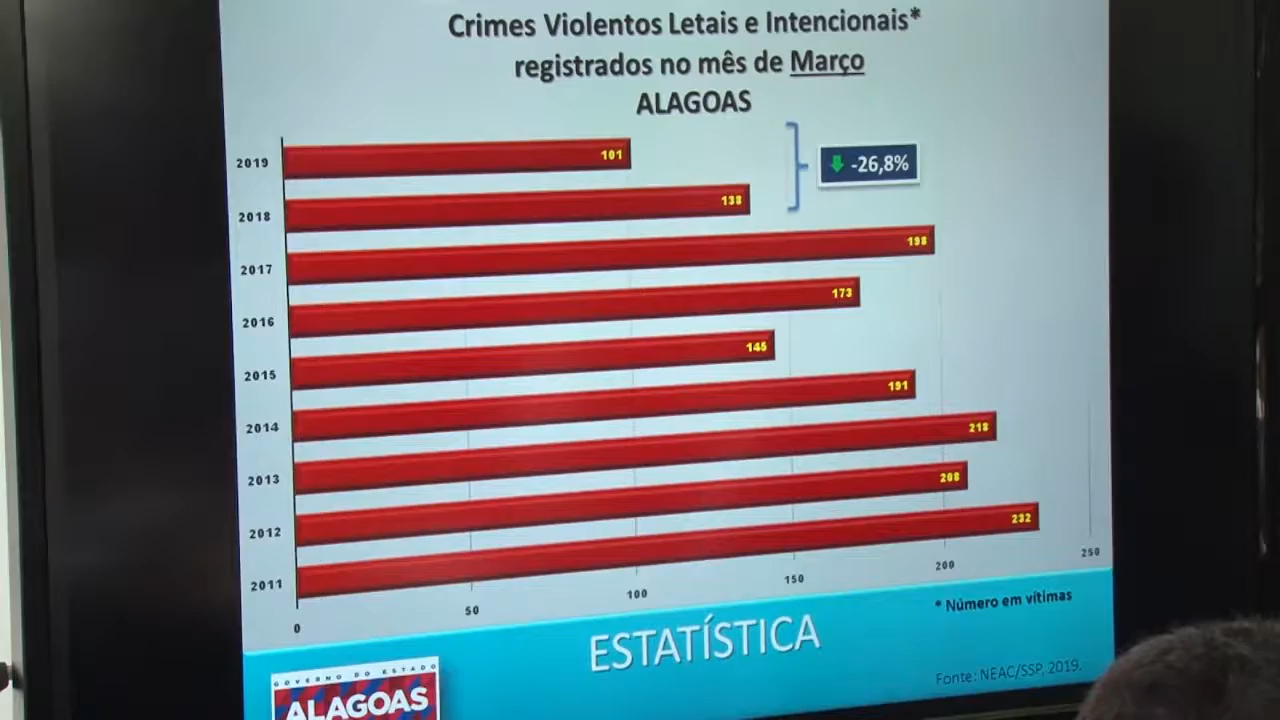 Crimes Violentos Letais e Intencionais*
registrados no mês de Março
ALAGOAS
2019 101
-26,8%
2018 138
2017 198
2016 173
2015 145
2014 191
2013 218
2012 208
2011 232
0 50 100 150 200 250
* Número em vítimas
ESTATÍSTICA
Fonte: NEAC/SSP, 2019.
GOVERNO DO ESTADO
ALAGOAS